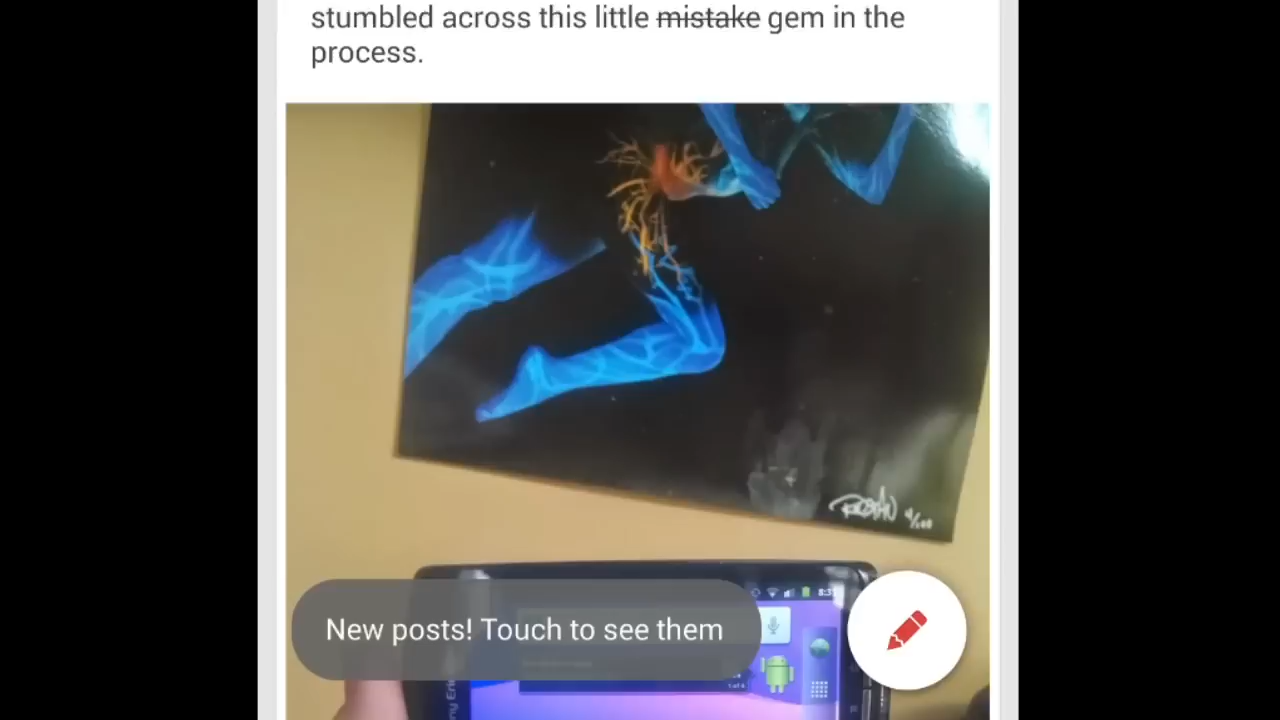 stumbled across this little mistake gem in the
process.
New posts! Touch to see them